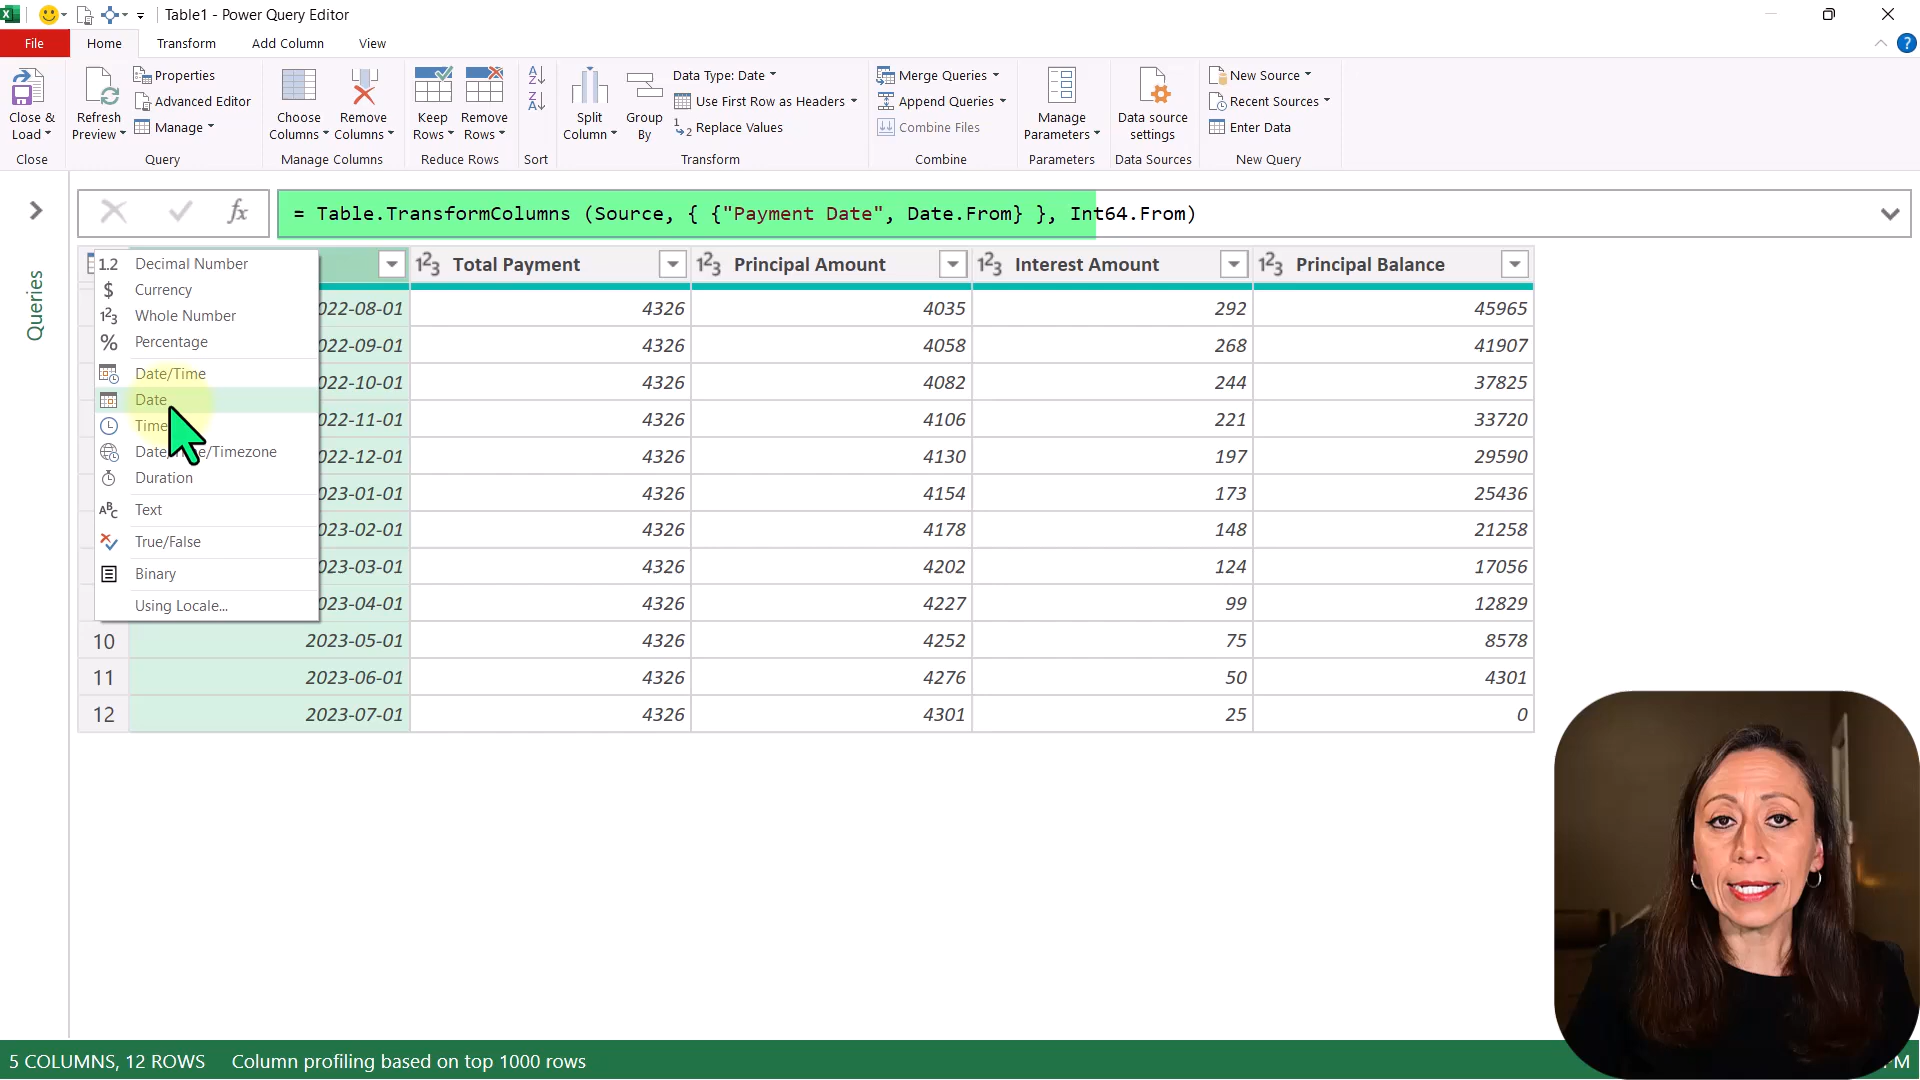 Table1 - Power Query Editor
File Home Transform Add Column View
Close & Load
Close
Refresh Preview
Properties
Advanced Editor
Manage
Query
Choose Columns
Remove Columns
Manage Columns
Keep Rows
Remove Rows
Reduce Rows
Sort
Split Column
Group By
Data Type: Date
Use First Row as Headers
Replace Values
Transform
Merge Queries
Append Queries
Combine Files
Combine
Manage Parameters
Parameters
Data source settings
Data Sources
New Source
Recent Sources
Enter Data
New Query
fx = Table.TransformColumns (Source, { {"Payment Date", Date.From} }, Int64.From)
Queries
1.2 Decimal Number
$ Currency
123 Whole Number
% Percentage
Date/Time
Date
Time
Duration
ABC Text
True/False
Binary
Using Locale...
123 Total Payment 123 Principal Amount 123 Interest Amount 123 Principal Balance
022-08-01 4326 4035 292 45965
022-09-01 4326 4058 268 41907
022-10-01 4326 4082 244 37825
022-11-01 4326 4106 221 33720
022-12-01 4326 4130 197 29590
023-01-01 4326 4154 173 25436
023-02-01 4326 4178 148 21258
023-03-01 4326 4202 124 17056
023-04-01 4326 4227 99 12829
10 2023-05-01 4326 4252 75 8578
11 2023-06-01 4326 4276 50 4301
12 2023-07-01 4326 4301 25 0
5 COLUMNS, 12 ROWS Column profiling based on top 1000 rows